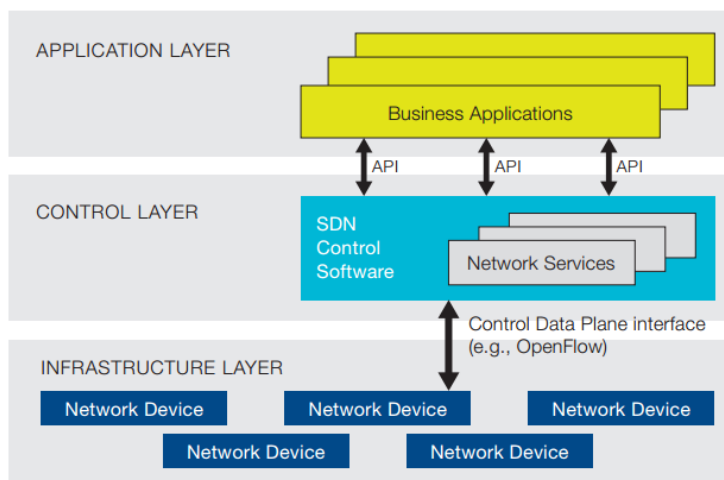 APPLICATION LAYER
Business Applications
API
API
API
CONTROL LAYER
SDN
Control
Software
Network Services
Control Data Plane interface
(e.g., OpenFlow)
INFRASTRUCTURE LAYER
Network Device
Network Device
Network Device
Network Device
Network Device